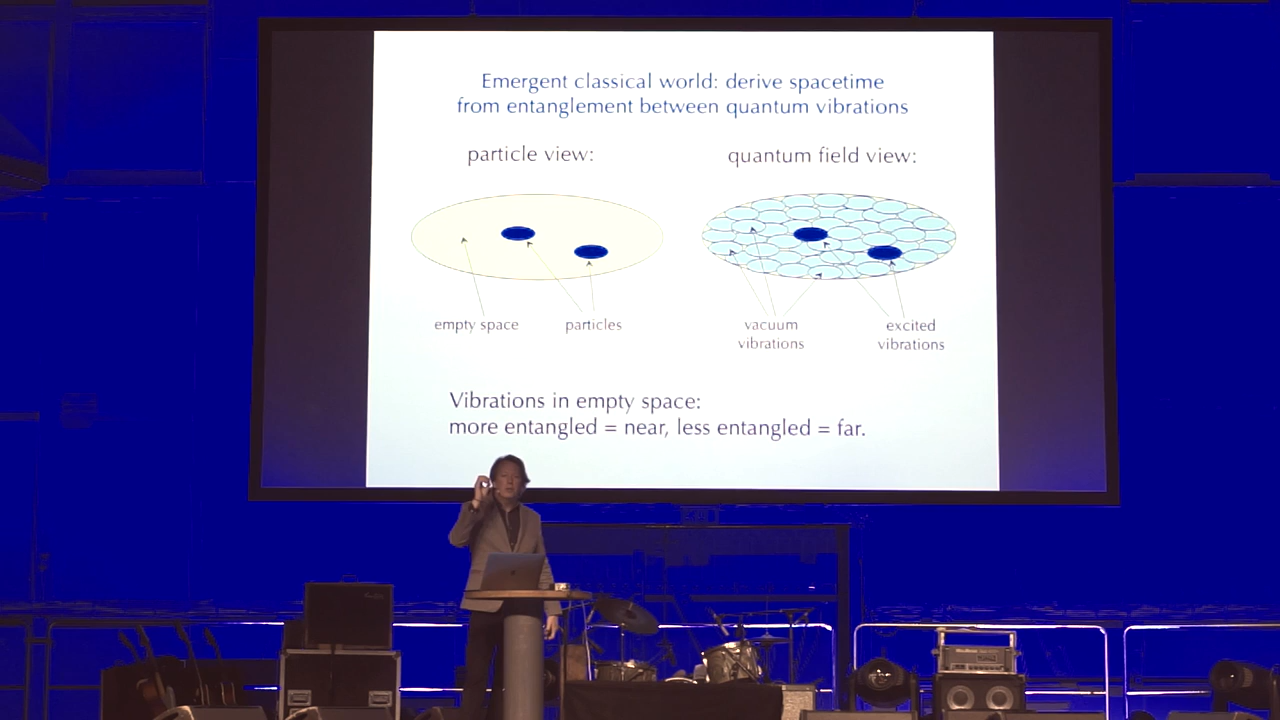 Emergent classical world: derive spacetime
from entanglement between quantum vibrations
particle view:
quantum field view:
empty space
particles
vacuum
vibrations
excited
vibrations
Vibrations in empty space:
more entangled = near, less entangled = far.